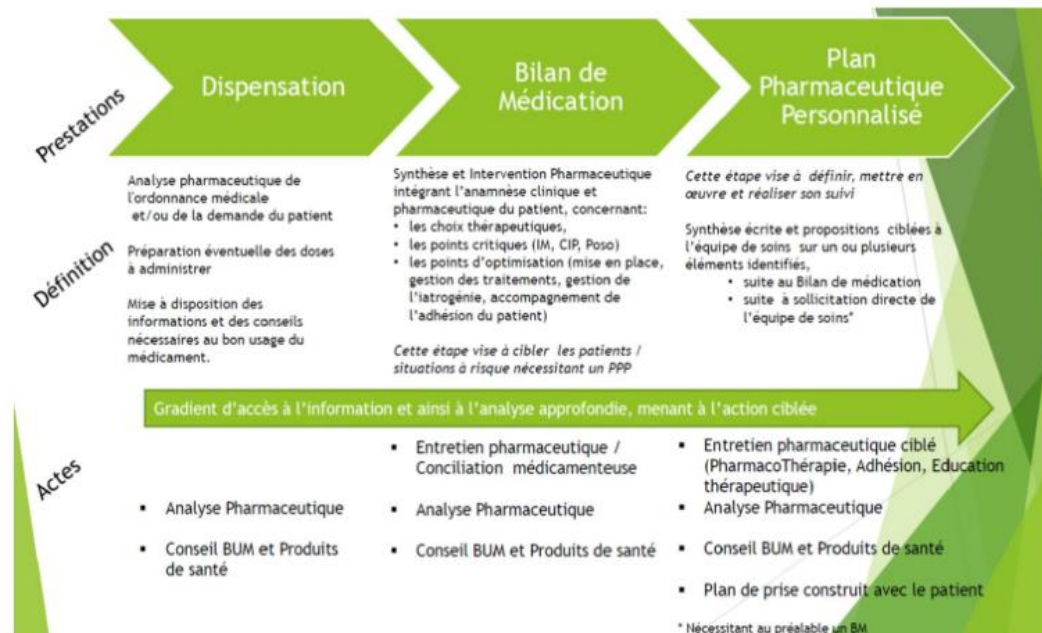 Prestations
Dispensation
Bilan de
Médication
Plan
Pharmaceutique
Personnalisé
Définition
Analyse pharmaceutique de
l'ordonnance médicale
et/ou de la demande du patient
Préparation éventuelle des doses
à administrer
Mise à disposition des
informations et des conseils
nécessaires au bon usage du
médicament.
Synthèse et Intervention Pharmaceutique
intégrant l'anamnèse clinique et
pharmaceutique du patient, concernant:
• les choix thérapeutiques,
• les points critiques (IM, CIP, Poso)
• les points d'optimisation (mise en place,
gestion des traitements, gestion de
l'iatrogénie, accompagnement de
l'adhésion du patient)
Cette étape vise à cibler les patients /
situations à risque nécessitant un PPP
Cette étape vise à définir, mettre en
œuvre et réaliser son suivi
Synthèse écrite et propositions ciblées à
l'équipe de soins sur un ou plusieurs
éléments identifiés,
• suite au Bilan de médication
• suite à sollicitation directe de
l'équipe de soins*
Gradient d'accès à l'information et ainsi à l'analyse approfondie, menant à l'action ciblée
Actes
▪ Analyse Pharmaceutique
▪ Conseil BUM et Produits
de santé
▪ Entretien pharmaceutique /
Conciliation médicamenteuse
▪ Analyse Pharmaceutique
▪ Conseil BUM et Produits de santé
▪ Entretien pharmaceutique ciblé
(PharmacoThérapie, Adhésion, Education
thérapeutique)
▪ Analyse Pharmaceutique
▪ Conseil BUM et Produits de santé
▪ Plan de prise construit avec le patient
* Nécessitant au préalable un BM